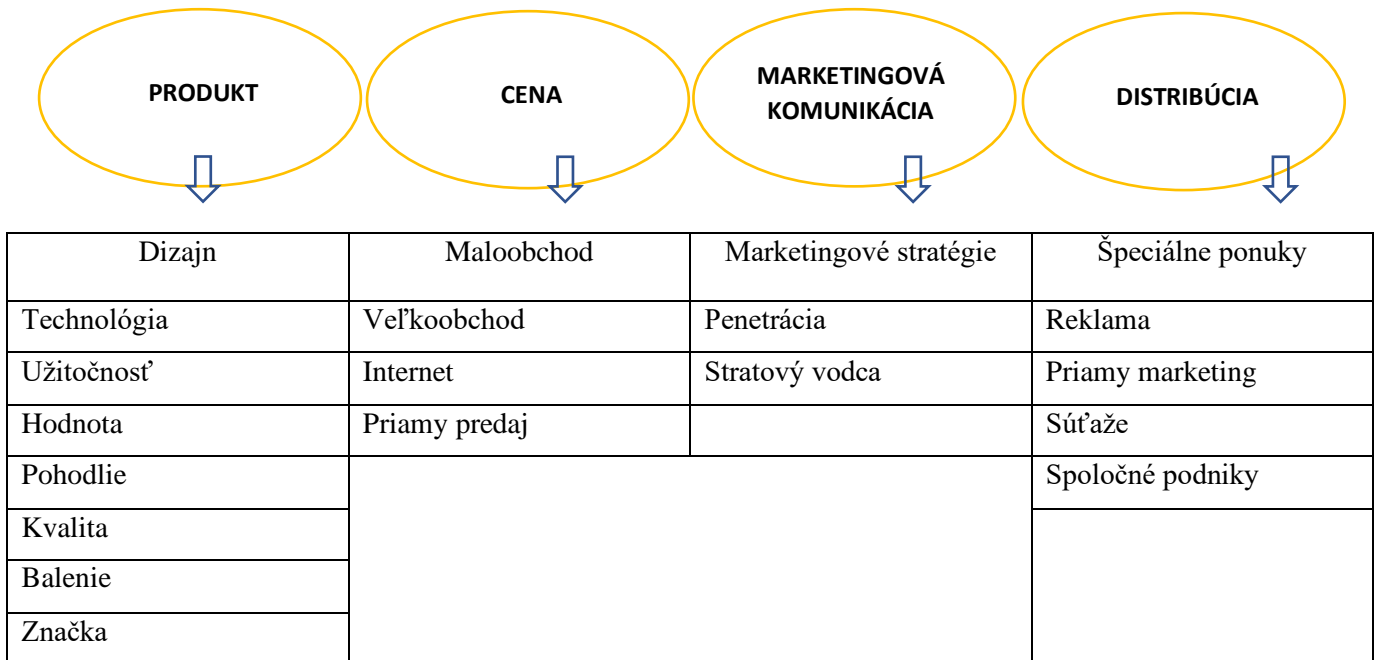 PRODUKT
CENA
MARKETINGOVÁ
KOMUNIKÁCIA
DISTRIBÚCIA
Dizajn
Maloobchod
Marketingové stratégie
Špeciálne ponuky
Technológia
Veľkoobchod
Penetrácia
Reklama
Užitočnosť
Internet
Stratový vodca
Priamy marketing
Hodnota
Priamy predaj
Súťaže
Pohodlie
Spoločné podniky
Kvalita
Balenie
Značka